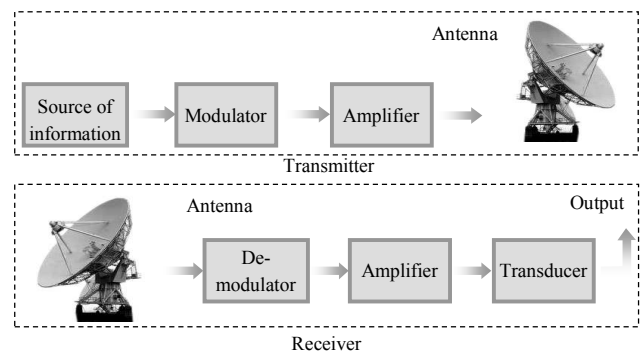 Antenna
Source of
information
Modulator
Amplifier
Transmitter
Antenna
Output
De-
modulator
Amplifier
Transducer
Receiver